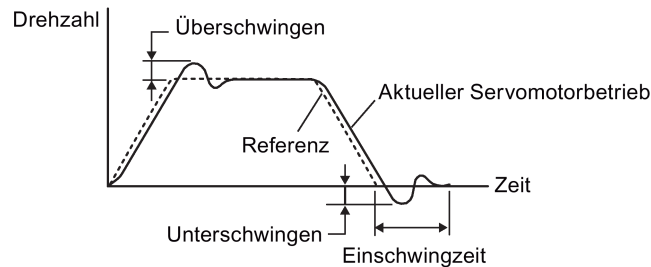 Drehzahl
Überschwingen
Aktueller Servomotorbetrieb
Referenz
Zeit
Unterschwingen
Einschwingzeit